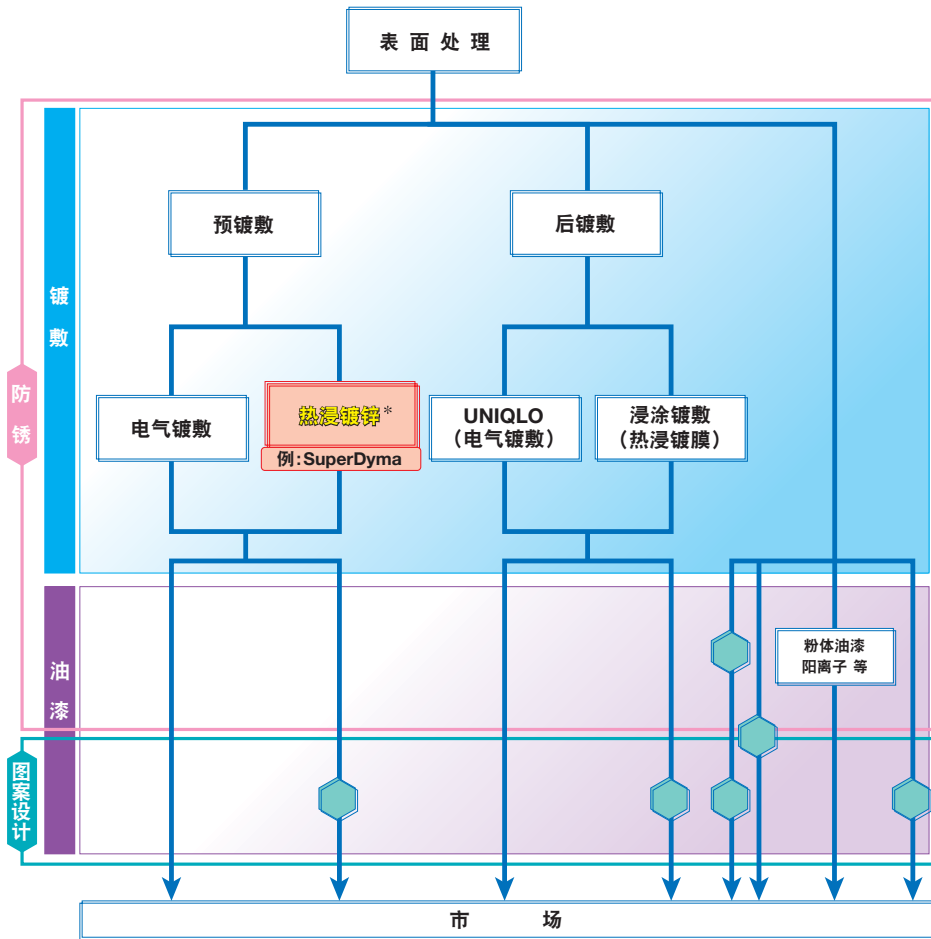 表面处理
预镀敷
后镀敷
镀敷
防锈
电气镀敷
热浸镀锌*
例:SuperDyma
UNIQLO
（电气镀敷）
浸涂镀敷
（热浸镀膜）
油漆
粉体油漆
阳离子 等
图案设计
市场